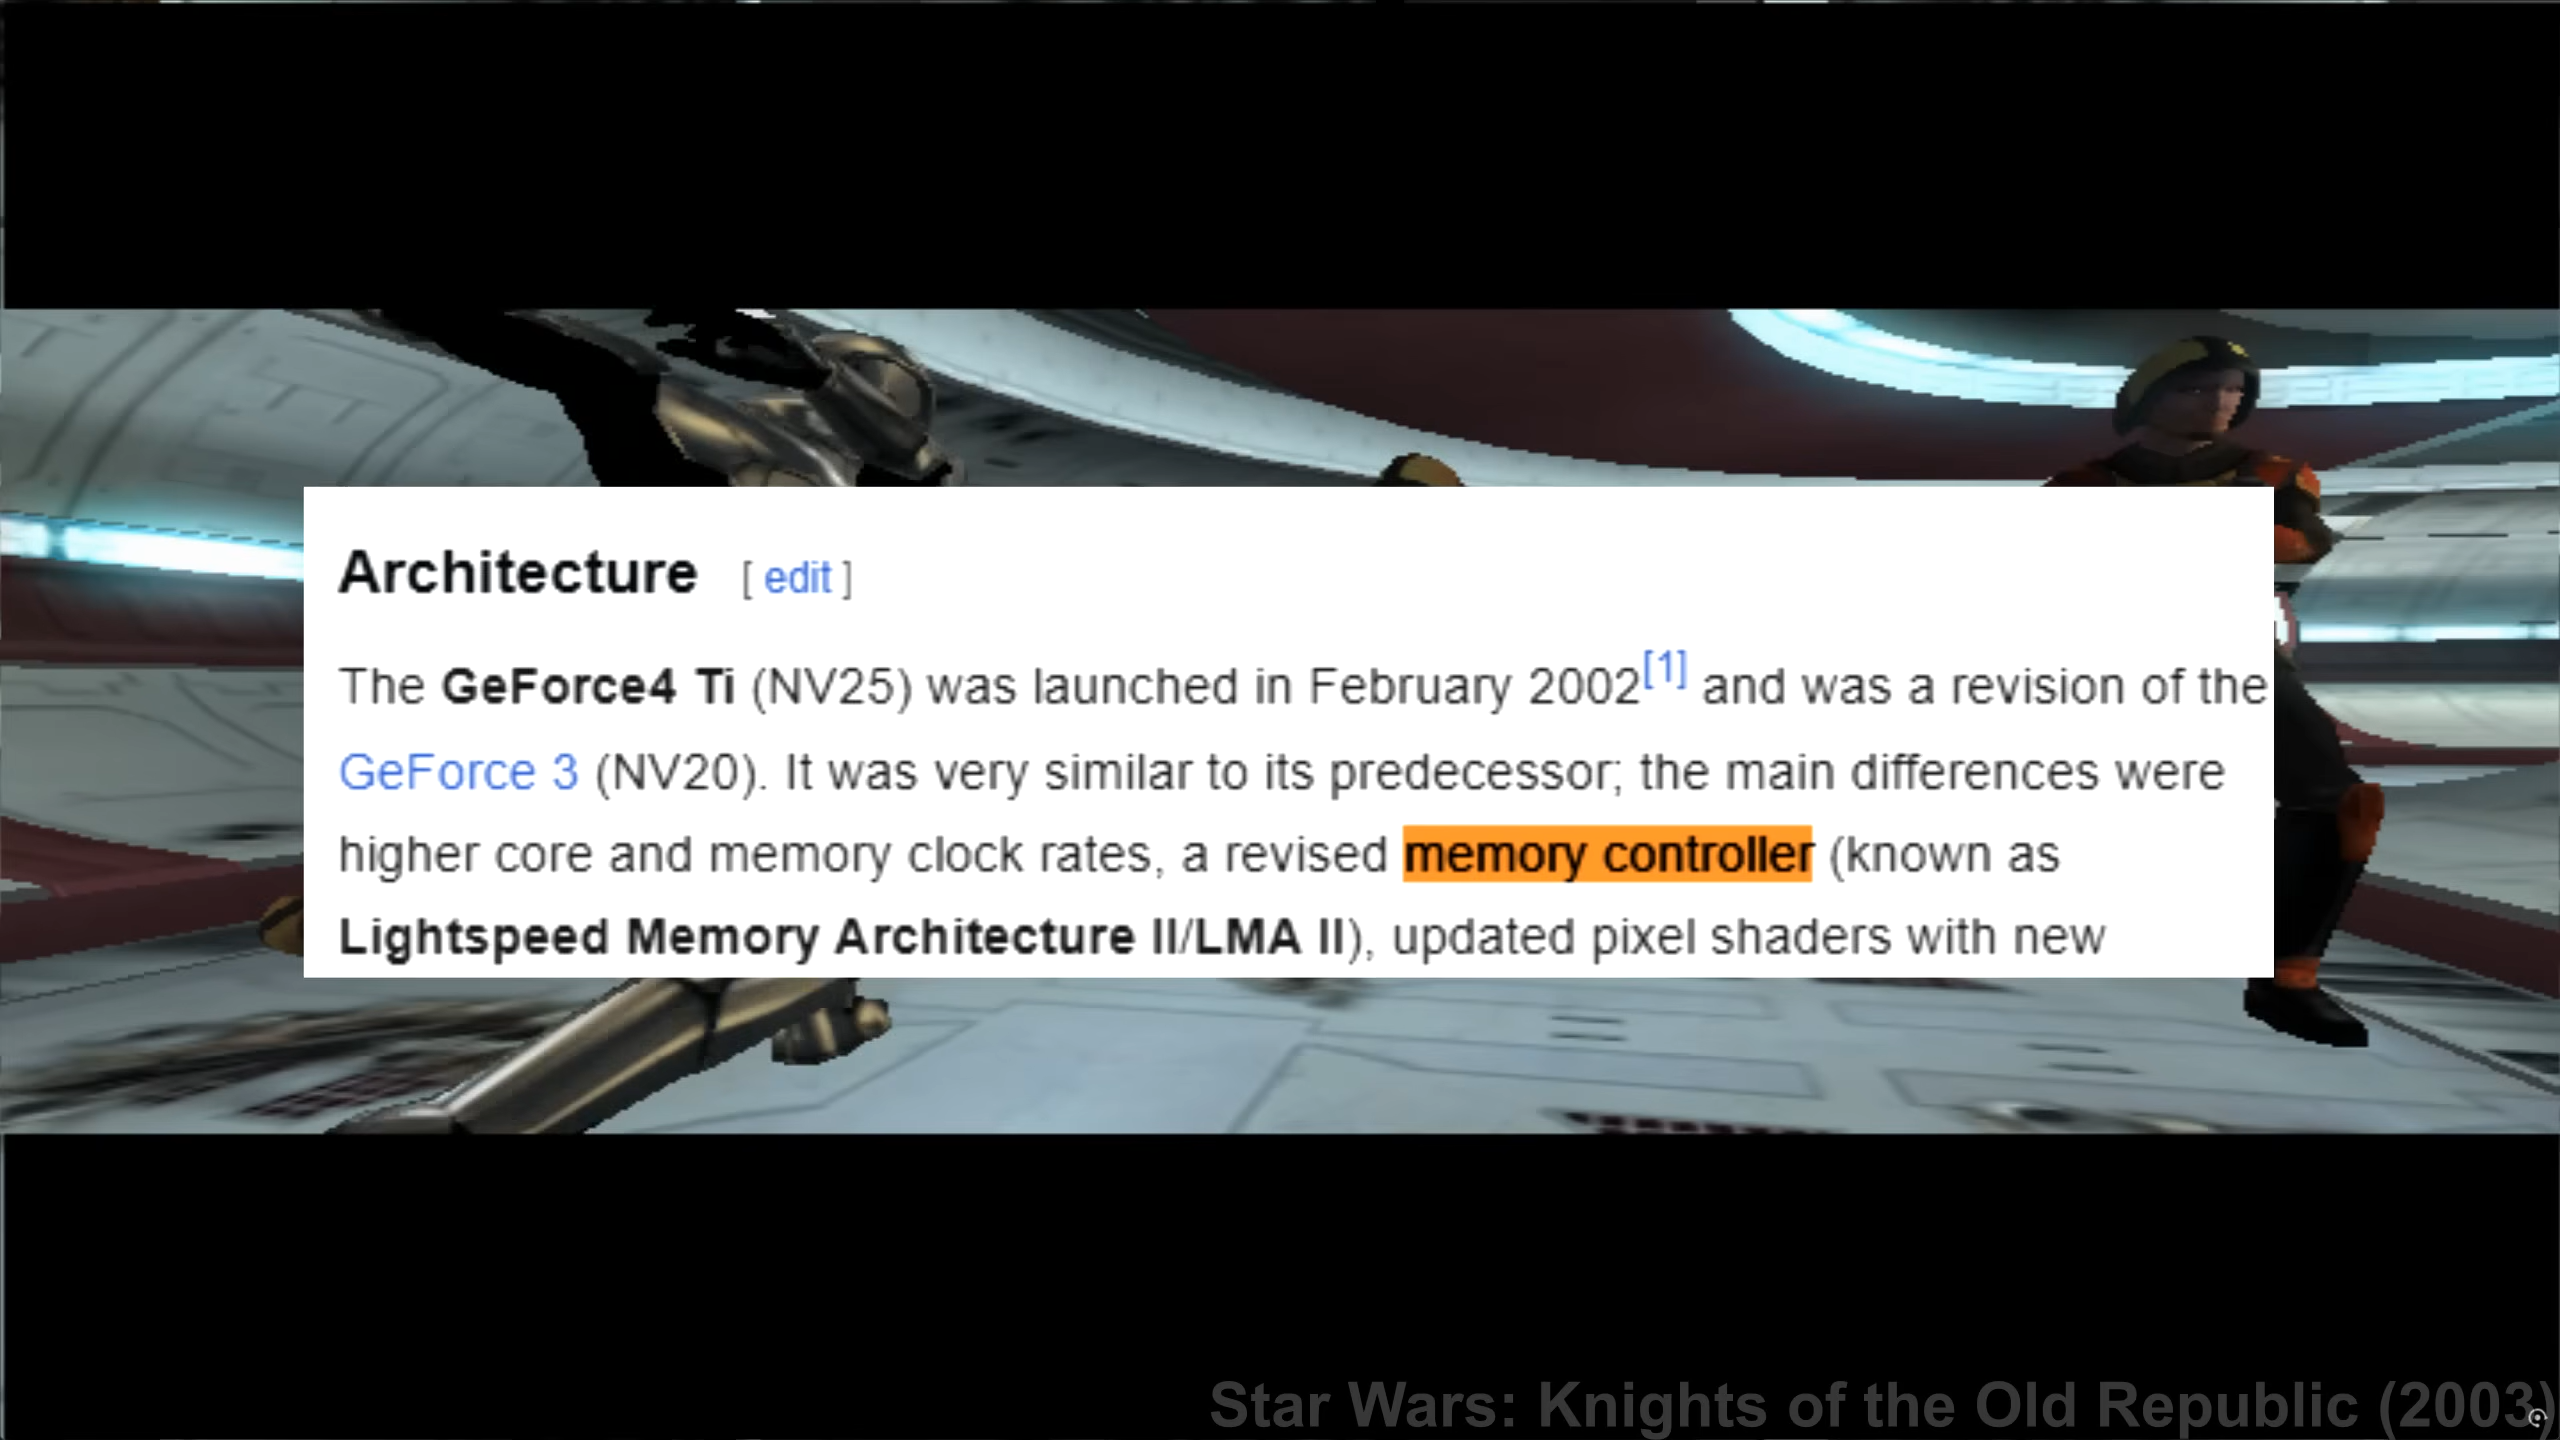 Architecture [ edit ]
The GeForce4 Ti (NV25) was launched in February 2002[1] and was a revision of the
GeForce 3 (NV20). It was very similar to its predecessor; the main differences were
higher core and memory clock rates, a revised memory controller (known as
Lightspeed Memory Architecture II/LMA II), updated pixel shaders with new
Star Wars: Knights of the Old Republic (2003)